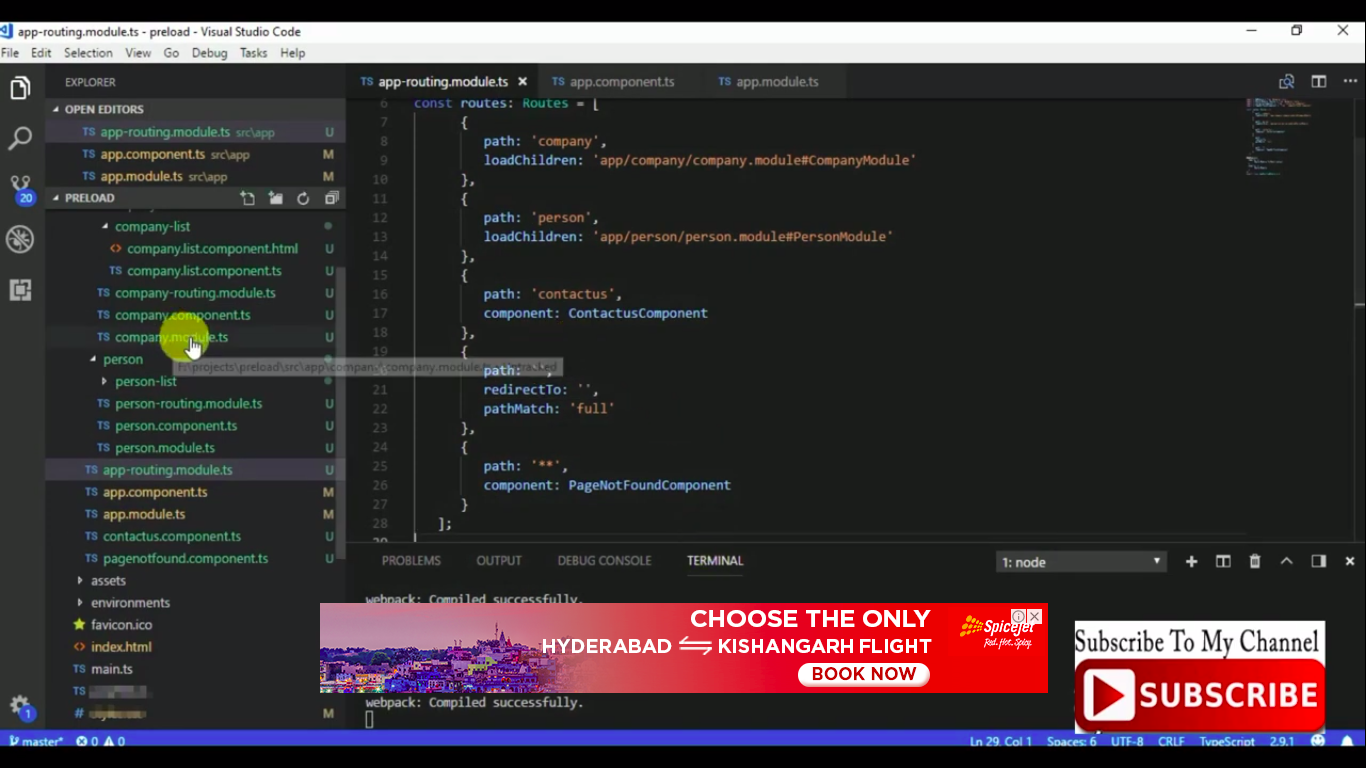 app-routing.module.ts - preload - Visual Studio Code
File Edit Selection View Go Debug Tasks Help
EXPLORER
OPEN EDITORS
TS app-routing.module.ts src\app U
TS app.component.ts src\app M
TS app.module.ts src\app M
PRELOAD
company-list
<> company.list.component.html U
TS company.list.component.ts U
TS company-routing.module.ts U
TS company.component.ts U
TS company.module.ts U
person
person-list
TS person-routing.module.ts U
TS person.component.ts U
TS person.module.ts U
TS app-routing.module.ts U
TS app.component.ts M
TS app.module.ts M
TS contactus.component.ts U
TS pagenotfound.component.ts U
assets
environments
favicon.ico
<> index.html
TS main.ts
TS
# M
20
1
TS app-routing.module.ts × TS app.component.ts TS app.module.ts
6 const routes: Routes = [
7 {
8 path: 'company',
9 loadChildren: 'app/company/company.module#CompanyModule'
10 },
11 {
12 path: 'person',
13 loadChildren: 'app/person/person.module#PersonModule'
14 },
15 {
16 path: 'contactus',
17 component: ContactusComponent
18 },
19 {
path: '',
21 redirectTo: '',
22 pathMatch: 'full'
23 },
24 {
25 path: '**',
26 component: PageNotFoundComponent
27 }
28 ];
29
F:\projects\preload\src\app\company\company.module.ts
PROBLEMS OUTPUT DEBUG CONSOLE TERMINAL 1: node
webpack: Compiled successfully.
webpack: Compiled successfully.
CHOOSE THE ONLY
HYDERABAD KISHANGARH FLIGHT
BOOK NOW
SpiceJet
Red. Hot. Spicy.
Subscribe To My Channel
SUBSCRIBE
master* 0 0 Ln 29, Col 1 Spaces: 6 UTF-8 CRLF TypeScript 2.9.1